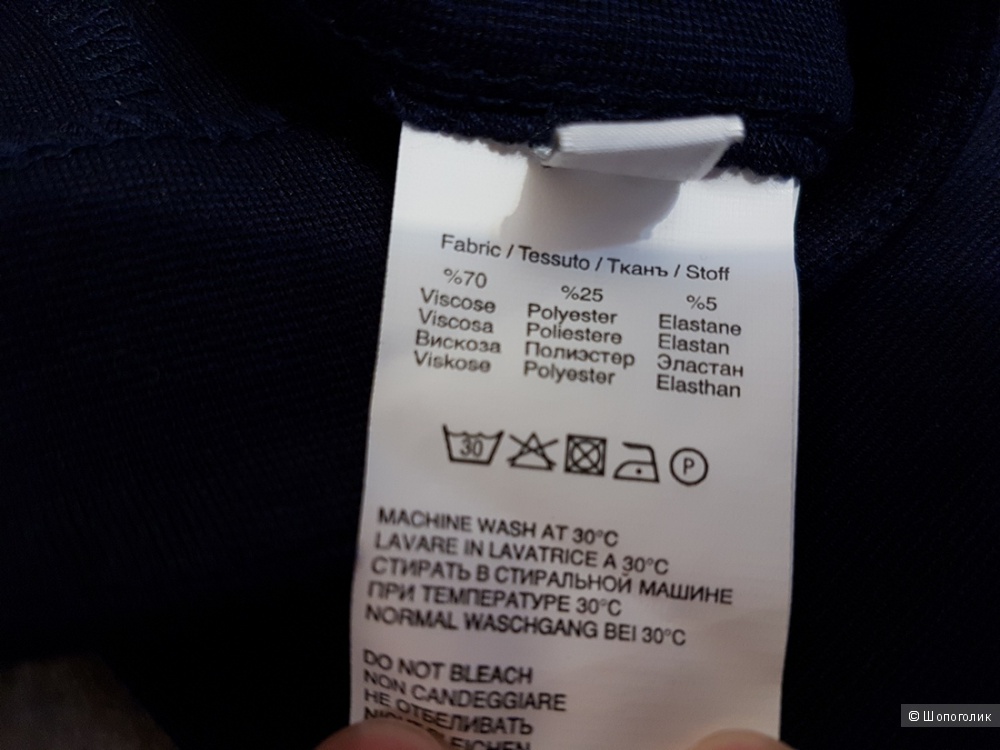 Fabric / Tessuto / Тканъ / Stoff
%70 %25 %5
Viscose Polyester Elastane
Viscosa Poliestere Elastan
Вискоза Полиэстер Эластан
Viskose Polyester Elasthan
30 P
MACHINE WASH AT 30°C
LAVARE IN LAVATRICE A 30°C
СТИРАТЬ В СТИРАЛЬНОЙ МАШИНЕ
ПРИ ТЕМПЕРАТУРЕ 30°C
NORMAL WASCHGANG BEI 30°C
DO NOT BLEACH
NON CANDEGGIARE
НЕ ОТБЕЛИВАТЬ
© Шопоголик